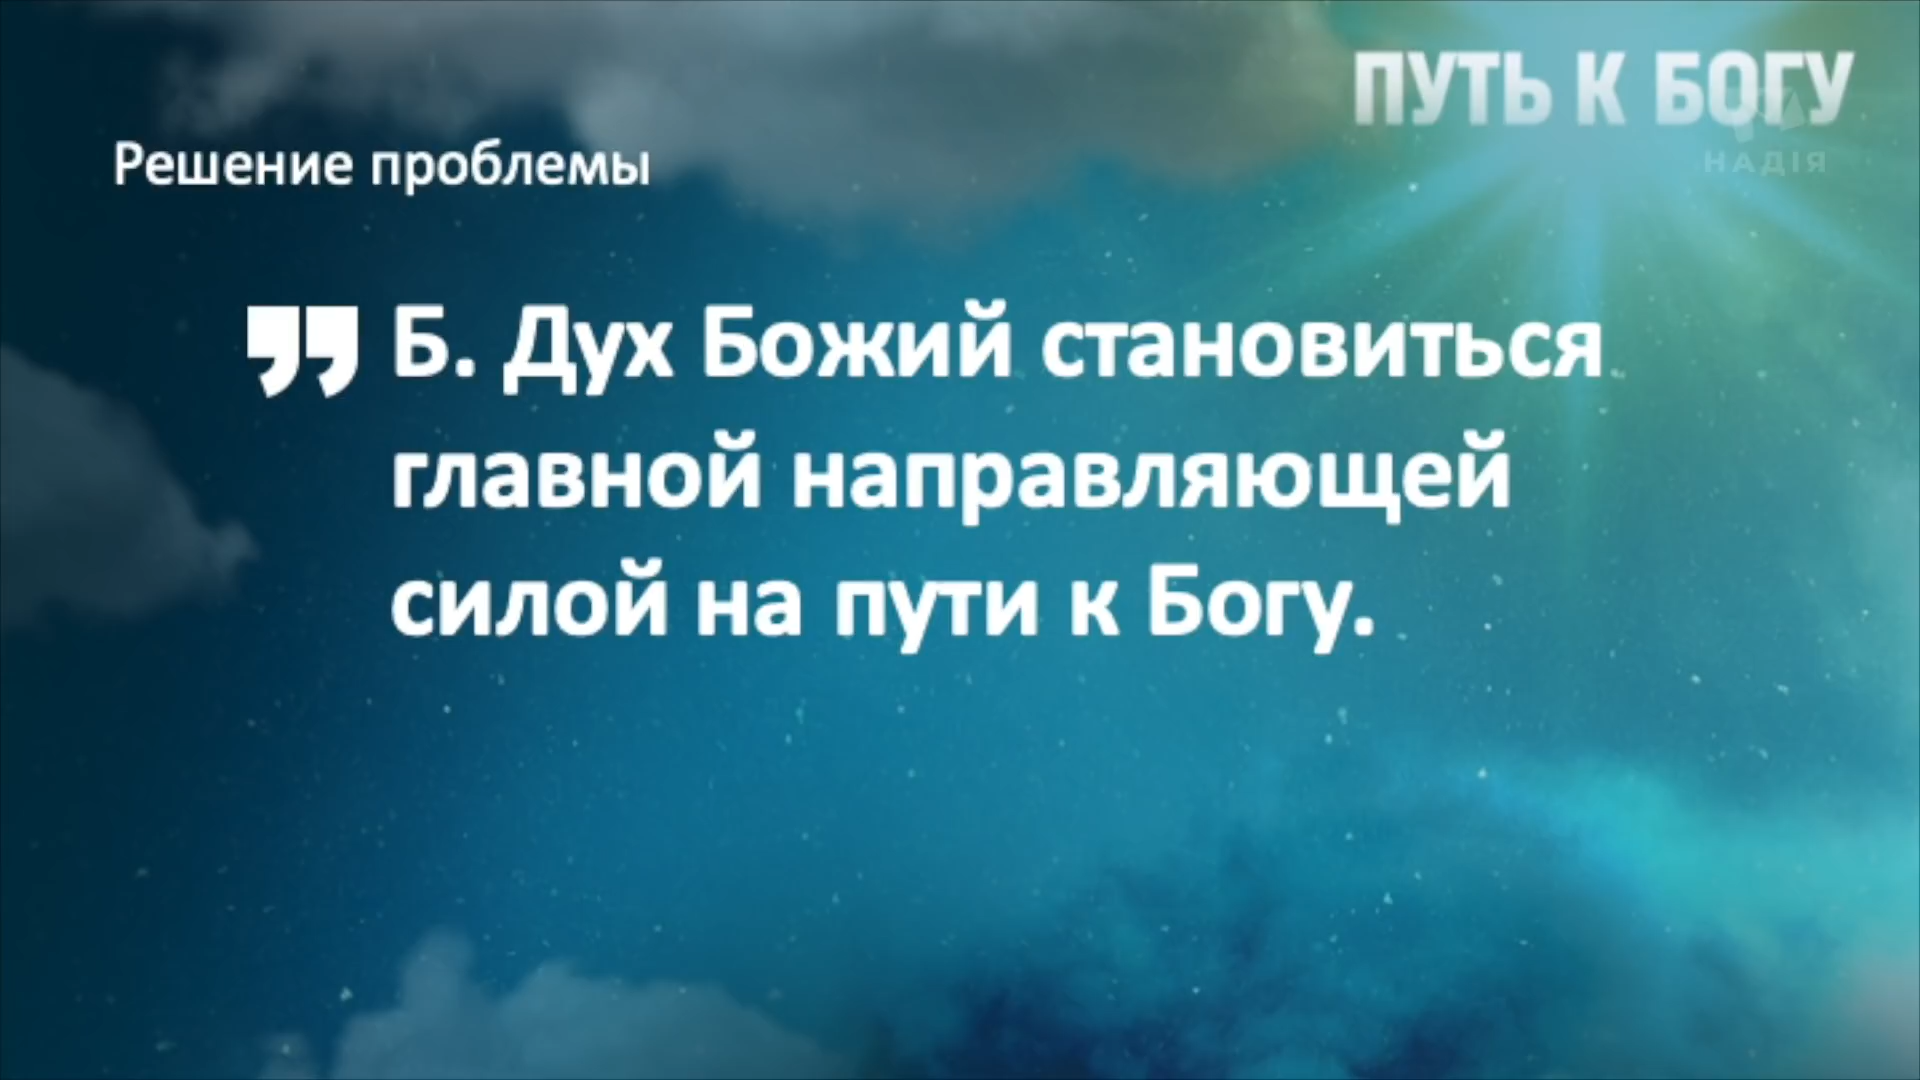 ПУТЬ К БОГУ
НАДІЯ
Решение проблемы
Б. Дух Божий становиться
главной направляющей
силой на пути к Богу.